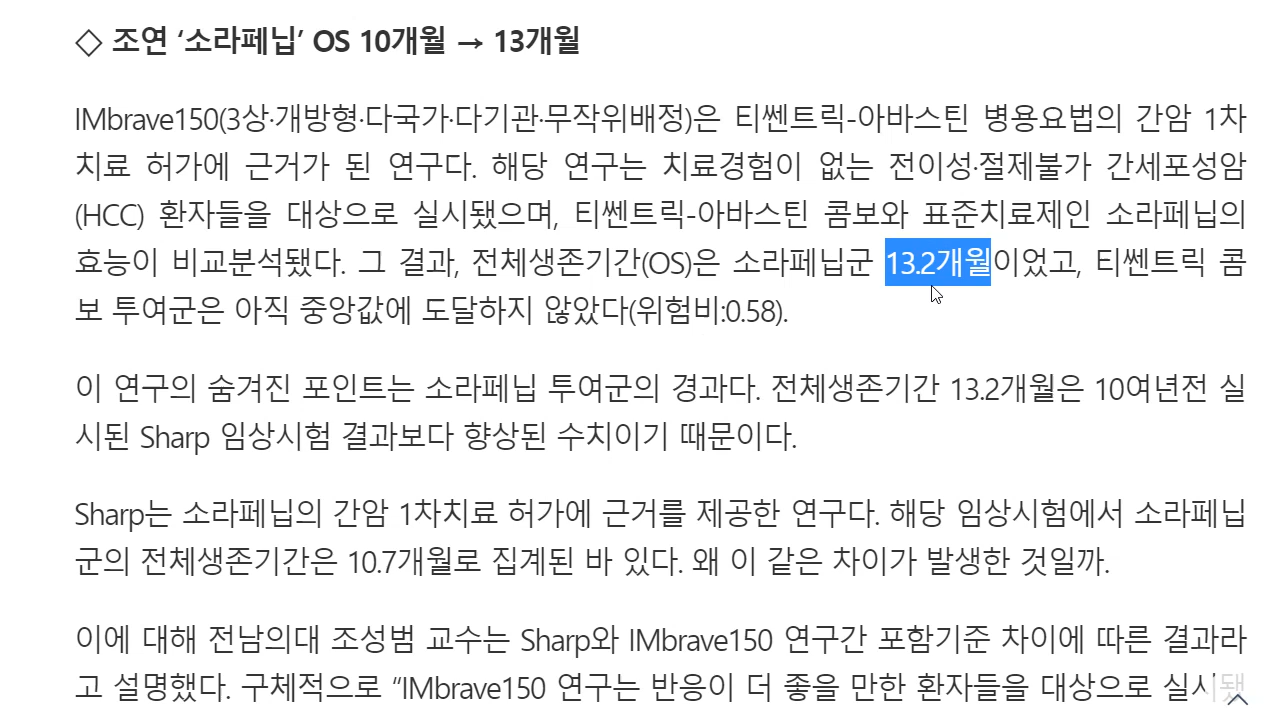 ◇ 조연 ‘소라페닙’ OS 10개월 → 13개월
IMbrave150(3상·개방형·다국가·다기관·무작위배정)은 티쎈트릭-아바스틴 병용요법의 간암 1차
치료 허가에 근거가 된 연구다. 해당 연구는 치료경험이 없는 전이성·절제불가 간세포성암
(HCC) 환자들을 대상으로 실시됐으며, 티쎈트릭-아바스틴 콤보와 표준치료제인 소라페닙의
효능이 비교분석됐다. 그 결과, 전체생존기간(OS)은 소라페닙군 13.2개월이었고, 티쎈트릭 콤
보 투여군은 아직 중앙값에 도달하지 않았다(위험비:0.58).
이 연구의 숨겨진 포인트는 소라페닙 투여군의 경과다. 전체생존기간 13.2개월은 10여년전 실
시된 Sharp 임상시험 결과보다 향상된 수치이기 때문이다.
Sharp는 소라페닙의 간암 1차치료 허가에 근거를 제공한 연구다. 해당 임상시험에서 소라페닙
군의 전체생존기간은 10.7개월로 집계된 바 있다. 왜 이 같은 차이가 발생한 것일까.
이에 대해 전남의대 조성범 교수는 Sharp와 IMbrave150 연구간 포함기준 차이에 따른 결과라
고 설명했다. 구체적으로 “IMbrave150 연구는 반응이 더 좋을 만한 환자들을 대상으로 실시됐